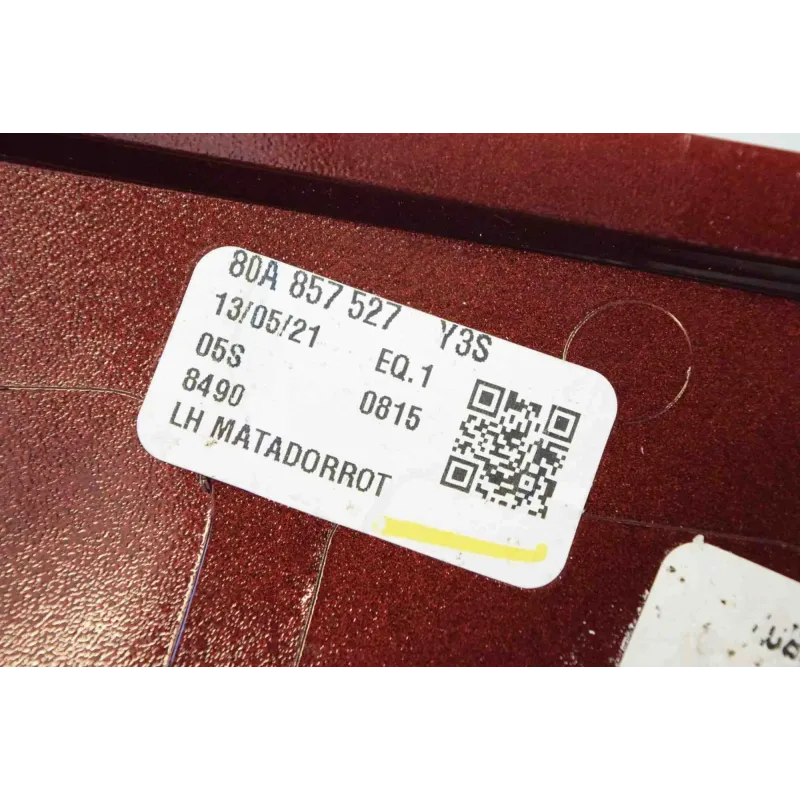 80A 857 527 Y3S
13/05/21 EQ.1
05S 0815
8490
LH MATADORROT